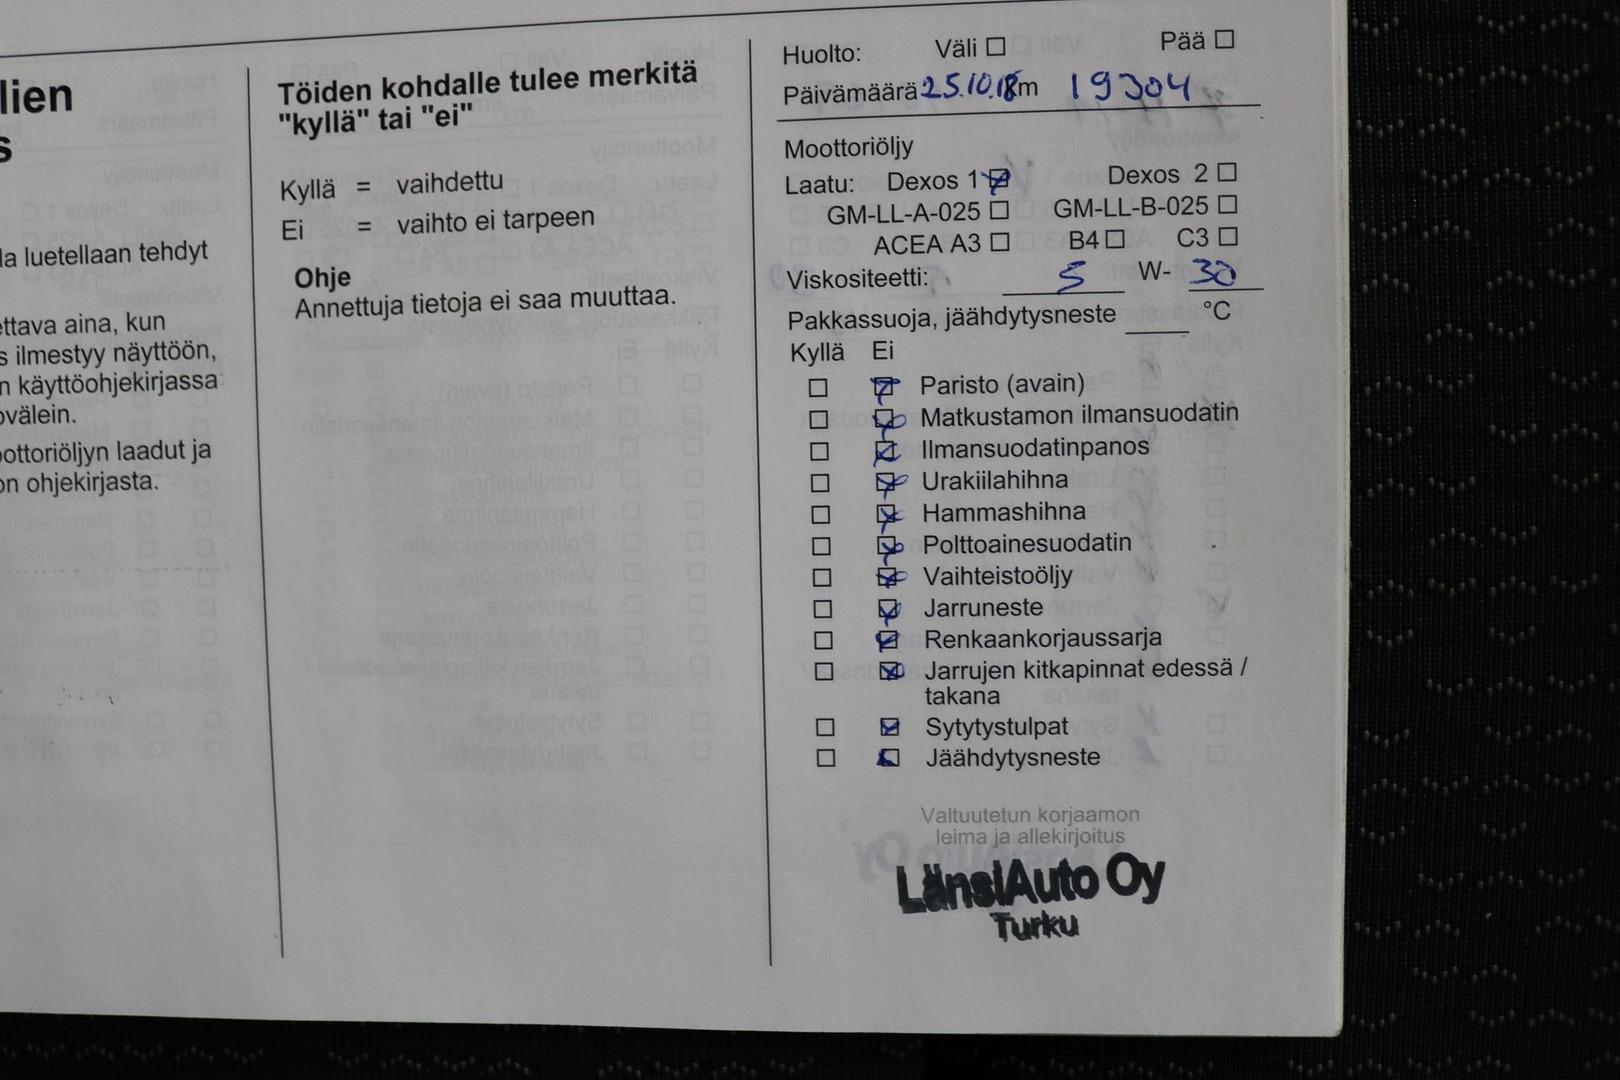 lien
s
la luetellaan tehdyt
ettava aina, kun
s ilmestyy näyttöön,
n käyttöohjekirjassa
ovälein.
oottoriöljyn laadut ja
on ohjekirjasta.
Töiden kohdalle tulee merkitä
"kyllä" tai "ei"
Kyllä = vaihdettu
Ei = vaihto ei tarpeen
Ohje
Annettuja tietoja ei saa muuttaa.
Huolto: Väli ☐ Pää ☐
Päivämäärä 25.10.18 km 19304
Moottoriöljy
Laatu: Dexos 1 ☑ Dexos 2 ☐
GM-LL-A-025 ☐ GM-LL-B-025 ☐
ACEA A3 ☐ B4 ☐ C3 ☐
Viskositeetti: 5 W- 30
Pakkassuoja, jäähdytysneste ____ °C
Kyllä Ei
☐ ☑ Paristo (avain)
☐ ☑ Matkustamon ilmansuodatin
☐ ☑ Ilmansuodatinpanos
☐ ☑ Urakiilahihna
☐ ☑ Hammashihna
☐ ☑ Polttoainesuodatin
☐ ☑ Vaihteistoöljy
☐ ☑ Jarruneste
☐ ☑ Renkaankorjaussarja
☐ ☑ Jarrujen kitkapinnat edessä /
takana
☐ ☑ Sytytystulpat
☐ ☑ Jäähdytysneste
Valtuutetun korjaamon
leima ja allekirjoitus
LänsiAuto Oy
Turku